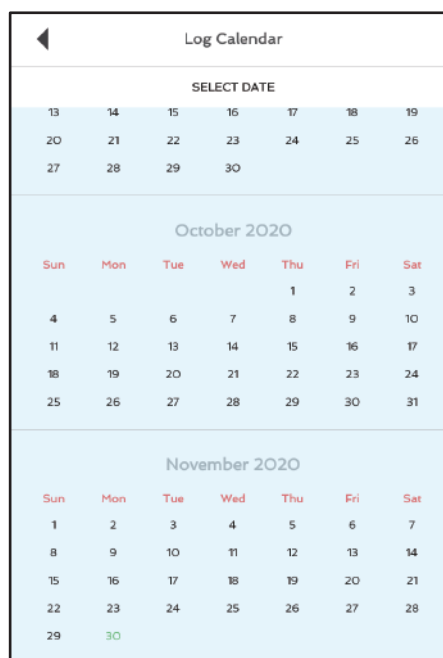 Log Calendar
SELECT DATE
13 14 15 16 17 18 19
20 21 22 23 24 25 26
27 28 29 30
October 2020
Sun Mon Tue Wed Thu Fri Sat
1 2 3
4 5 6 7 8 9 10
11 12 13 14 15 16 17
18 19 20 21 22 23 24
25 26 27 28 29 30 31
November 2020
Sun Mon Tue Wed Thu Fri Sat
1 2 3 4 5 6 7
8 9 10 11 12 13 14
15 16 17 18 19 20 21
22 23 24 25 26 27 28
29 30